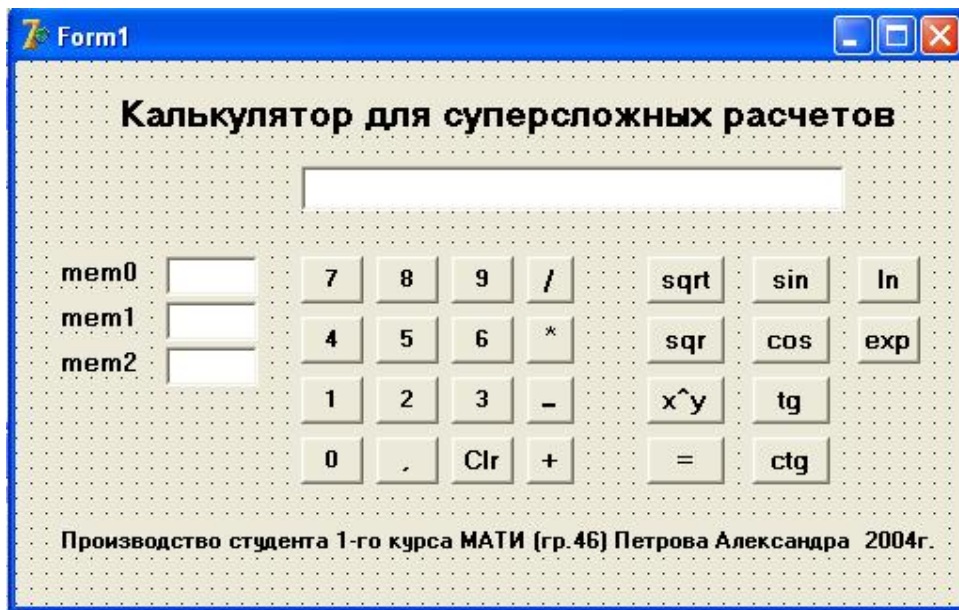 Form1
Калькулятор для суперсложных расчетов
mem0
mem1
mem2
7 8 9 / sqrt sin ln
4 5 6 * sqr cos exp
1 2 3 - x^y tg
0 , Clr + = ctg
Производство студента 1-го курса МАТИ (гр.46) Петрова Александра 2004г.